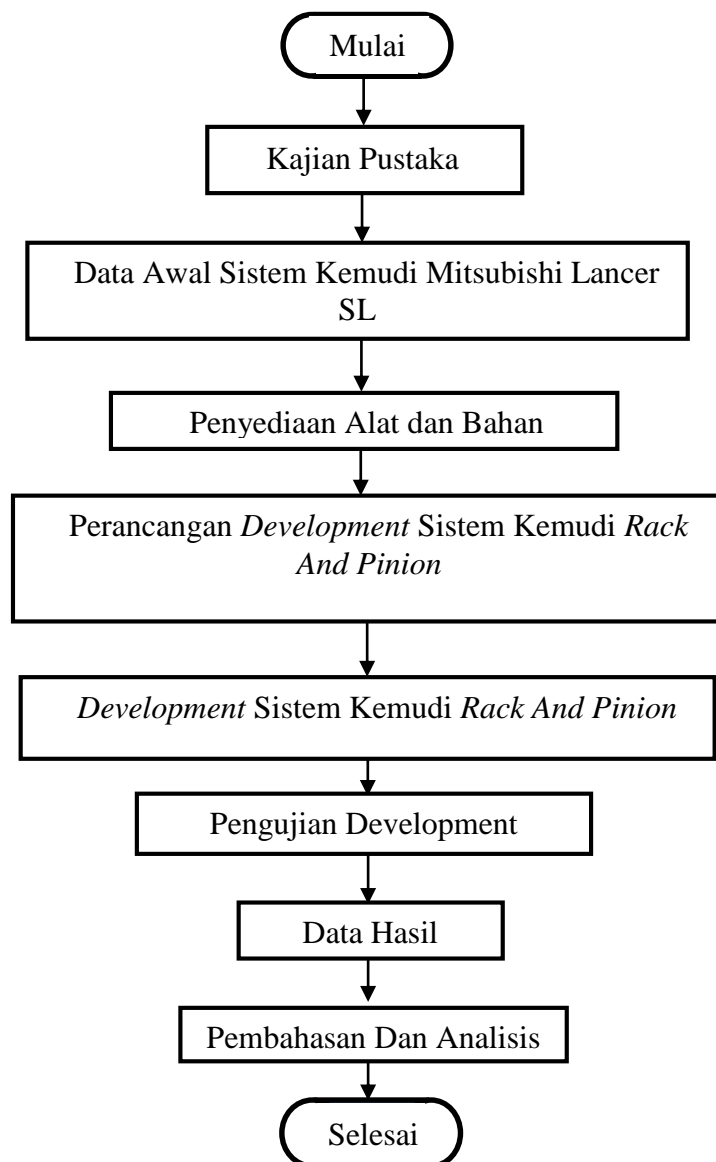 Mulai
Kajian Pustaka
Data Awal Sistem Kemudi Mitsubishi Lancer
SL
Penyediaan Alat dan Bahan
Perancangan Development Sistem Kemudi Rack
And Pinion
Development Sistem Kemudi Rack And Pinion
Pengujian Development
Data Hasil
Pembahasan Dan Analisis
Selesai